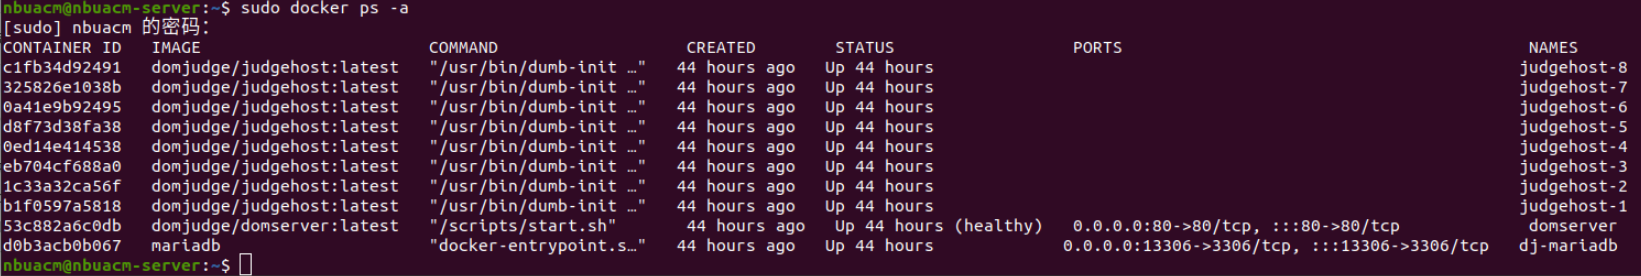 nbuacm@nbuacm-server:~$ sudo docker ps -a
[sudo] nbuacm 的密码：
CONTAINER ID   IMAGE                        COMMAND                  CREATED        STATUS                  PORTS                                         NAMES
c1fb34d92491   domjudge/judgehost:latest   "/usr/bin/dumb-init …"   44 hours ago   Up 44 hours   judgehost-8
325826e1038b   domjudge/judgehost:latest   "/usr/bin/dumb-init …"   44 hours ago   Up 44 hours   judgehost-7
0a41e9b92495   domjudge/judgehost:latest   "/usr/bin/dumb-init …"   44 hours ago   Up 44 hours   judgehost-6
d8f73d38fa38   domjudge/judgehost:latest   "/usr/bin/dumb-init …"   44 hours ago   Up 44 hours   judgehost-5
0ed14e414538   domjudge/judgehost:latest   "/usr/bin/dumb-init …"   44 hours ago   Up 44 hours   judgehost-4
eb704cf688a0   domjudge/judgehost:latest   "/usr/bin/dumb-init …"   44 hours ago   Up 44 hours   judgehost-3
1c33a32ca56f   domjudge/judgehost:latest   "/usr/bin/dumb-init …"   44 hours ago   Up 44 hours   judgehost-2
b1f0597a5818   domjudge/judgehost:latest   "/usr/bin/dumb-init …"   44 hours ago   Up 44 hours   judgehost-1
53c882a6c0db   domjudge/domserver:latest   "/scripts/start.sh"   44 hours ago   Up 44 hours (healthy)   0.0.0.0:80->80/tcp, :::80->80/tcp   domserver
d0b3acb0b067   mariadb   "docker-entrypoint.s…"   44 hours ago   Up 44 hours   0.0.0.0:13306->3306/tcp, :::13306->3306/tcp   dj-mariadb
nbuacm@nbuacm-server:~$